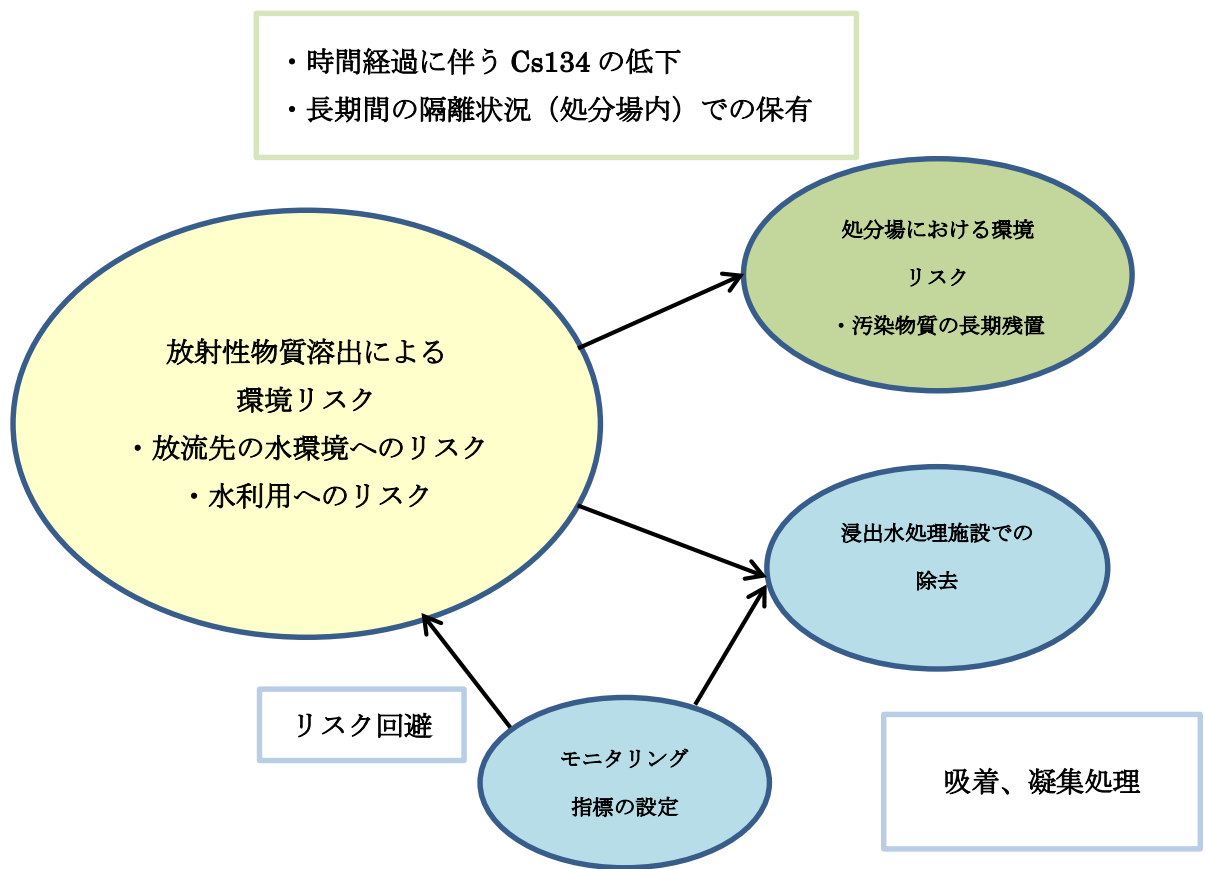 ・時間経過に伴う Cs134 の低下
・長期間の隔離状況（処分場内）での保有
処分場における環境
リスク
・汚染物質の長期残置
放射性物質溶出による
環境リスク
・放流先の水環境へのリスク
・水利用へのリスク
浸出水処理施設での
除去
リスク回避
モニタリング
指標の設定
吸着、凝集処理